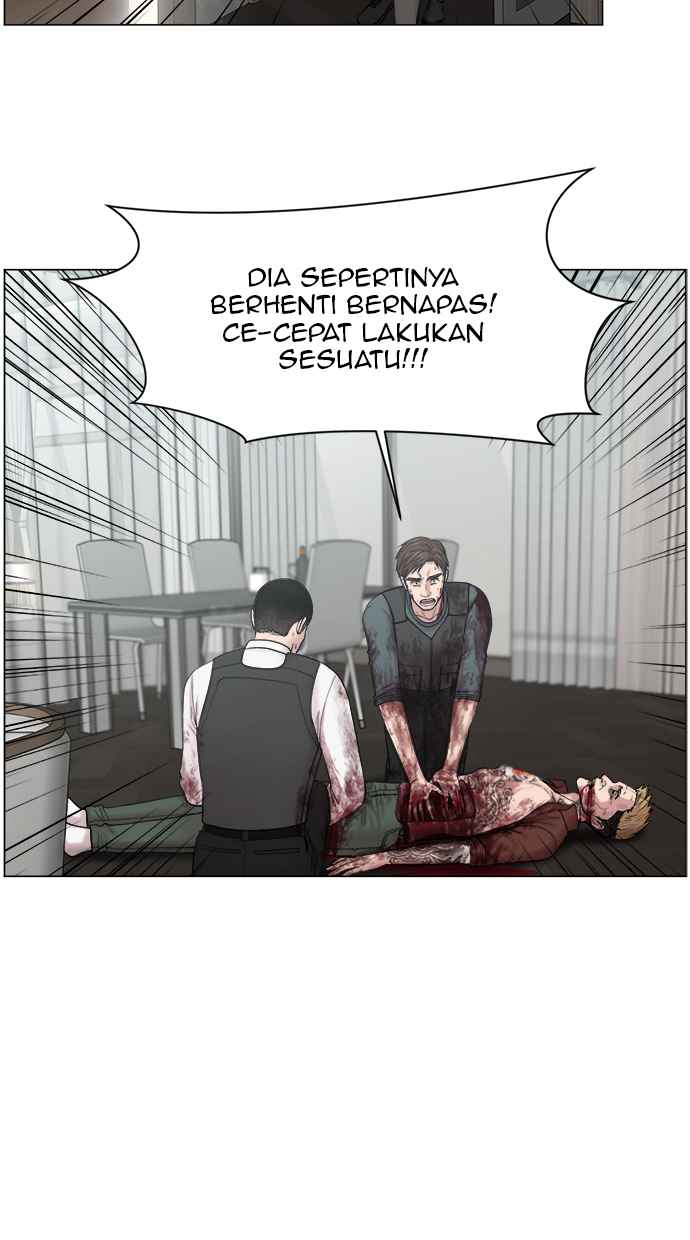 DIA SEPERTINYA
BERHENTI BERNAPAS!
CE-CEPAT LAKUKAN
SESUATU!!!